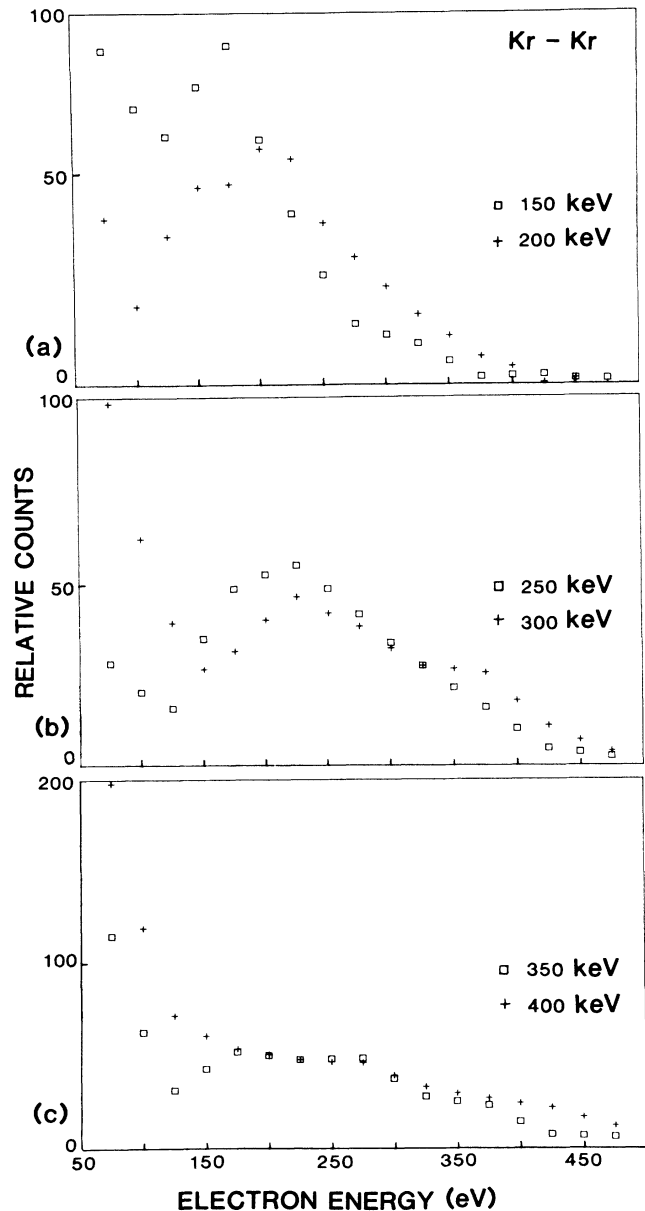 100
Kr – Kr
50
□ 150 keV
+ 200 keV
(a)
0
100
RELATIVE COUNTS
50
□ 250 keV
+ 300 keV
(b)
0
200
100
□ 350 keV
+ 400 keV
(c)
0
50 150 250 350 450
ELECTRON ENERGY (eV)